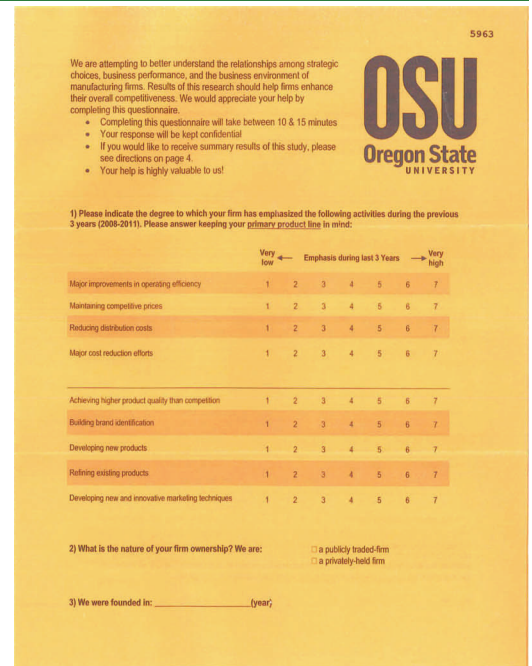 5963
We are attempting to better understand the relationships among strategic
choices, business performance, and the business environment of
manufacturing firms. Results of this research should help firms enhance
their overall competitiveness. We would appreciate your help by
completing this questionnaire.
• Completing this questionnaire will take between 10 & 15 minutes
• Your response will be kept confidential
• If you would like to receive summary results of this study, please
see directions on page 4.
• Your help is highly valuable to us!
OSU
Oregon State
UNIVERSITY
1) Please indicate the degree to which your firm has emphasized the following activities during the previous
3 years (2008-2011). Please answer keeping your primary product line in mind:
Very low ← Emphasis during last 3 Years → Very high
Major improvements in operating efficiency 1 2 3 4 5 6 7
Maintaining competitive prices 1 2 3 4 5 6 7
Reducing distribution costs 1 2 3 4 5 6 7
Major cost reduction efforts 1 2 3 4 5 6 7
Achieving higher product quality than competition 1 2 3 4 5 6 7
Building brand identification 1 2 3 4 5 6 7
Developing new products 1 2 3 4 5 6 7
Refining existing products 1 2 3 4 5 6 7
Developing new and innovative marketing techniques 1 2 3 4 5 6 7
2) What is the nature of your firm ownership? We are: □ a publicly traded-firm
□ a privately-held firm
3) We were founded in: ____________________(year;